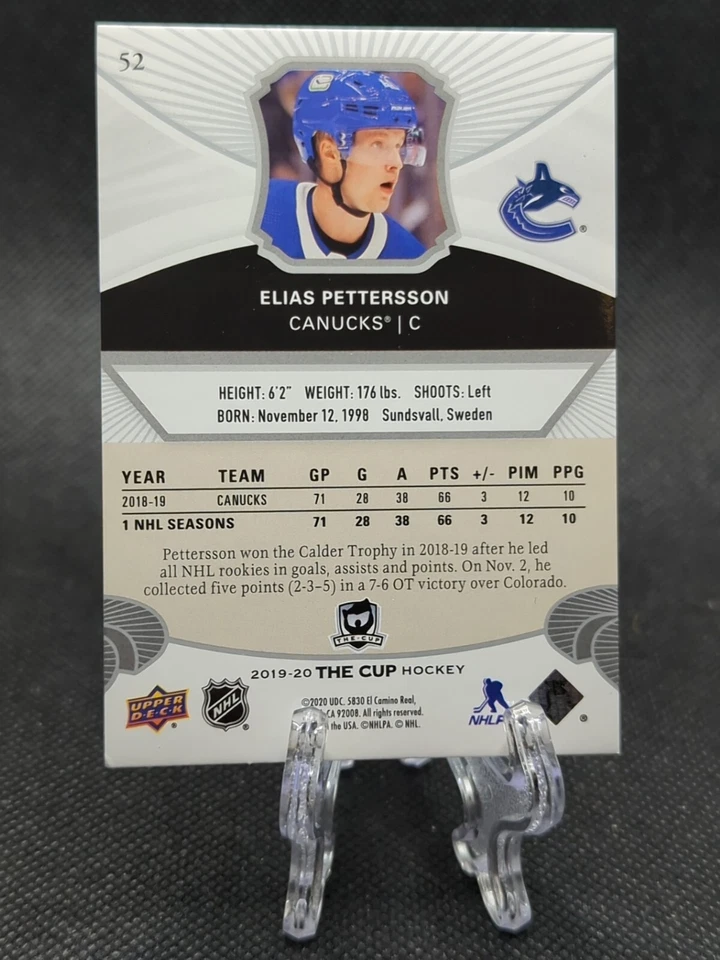 52
ELIAS PETTERSSON
CANUCKS® | C
HEIGHT: 6'2" WEIGHT: 176 lbs. SHOOTS: Left
BORN: November 12, 1998 Sundsvall, Sweden
YEAR TEAM GP G A PTS +/- PIM PPG
2018-19 CANUCKS 71 28 38 66 3 12 10
1 NHL SEASONS 71 28 38 66 3 12 10
Pettersson won the Calder Trophy in 2018-19 after he led
all NHL rookies in goals, assists and points. On Nov. 2, he
collected five points (2-3–5) in a 7-6 OT victory over Colorado.
THE·CUP
2019-20 THE CUP HOCKEY
UPPER
D·E·C·K
NHL
©2020 UDC. 5830 El Camino Real,
CA 92008. All rights reserved.
the USA. ©NHLPA. © NHL.
NHLP